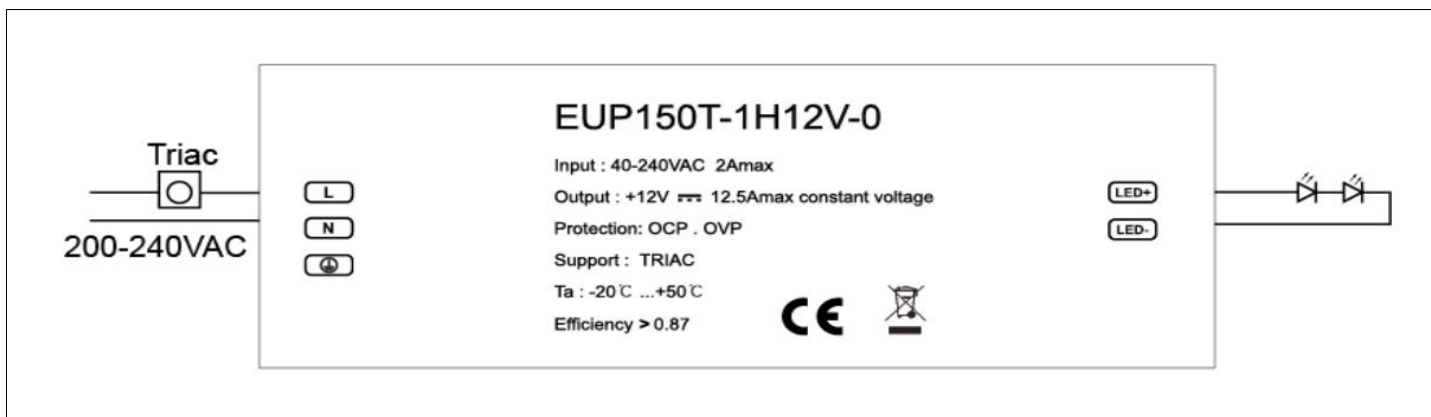 EUP150T-1H12V-0
Triac
Input : 40-240VAC 2Amax
L
Output : +12V ⎓ 12.5Amax constant voltage
LED+
N
Protection: OCP . OVP
LED-
200-240VAC
Support : TRIAC
Ta : -20℃ ...+50℃
CE
Efficiency > 0.87